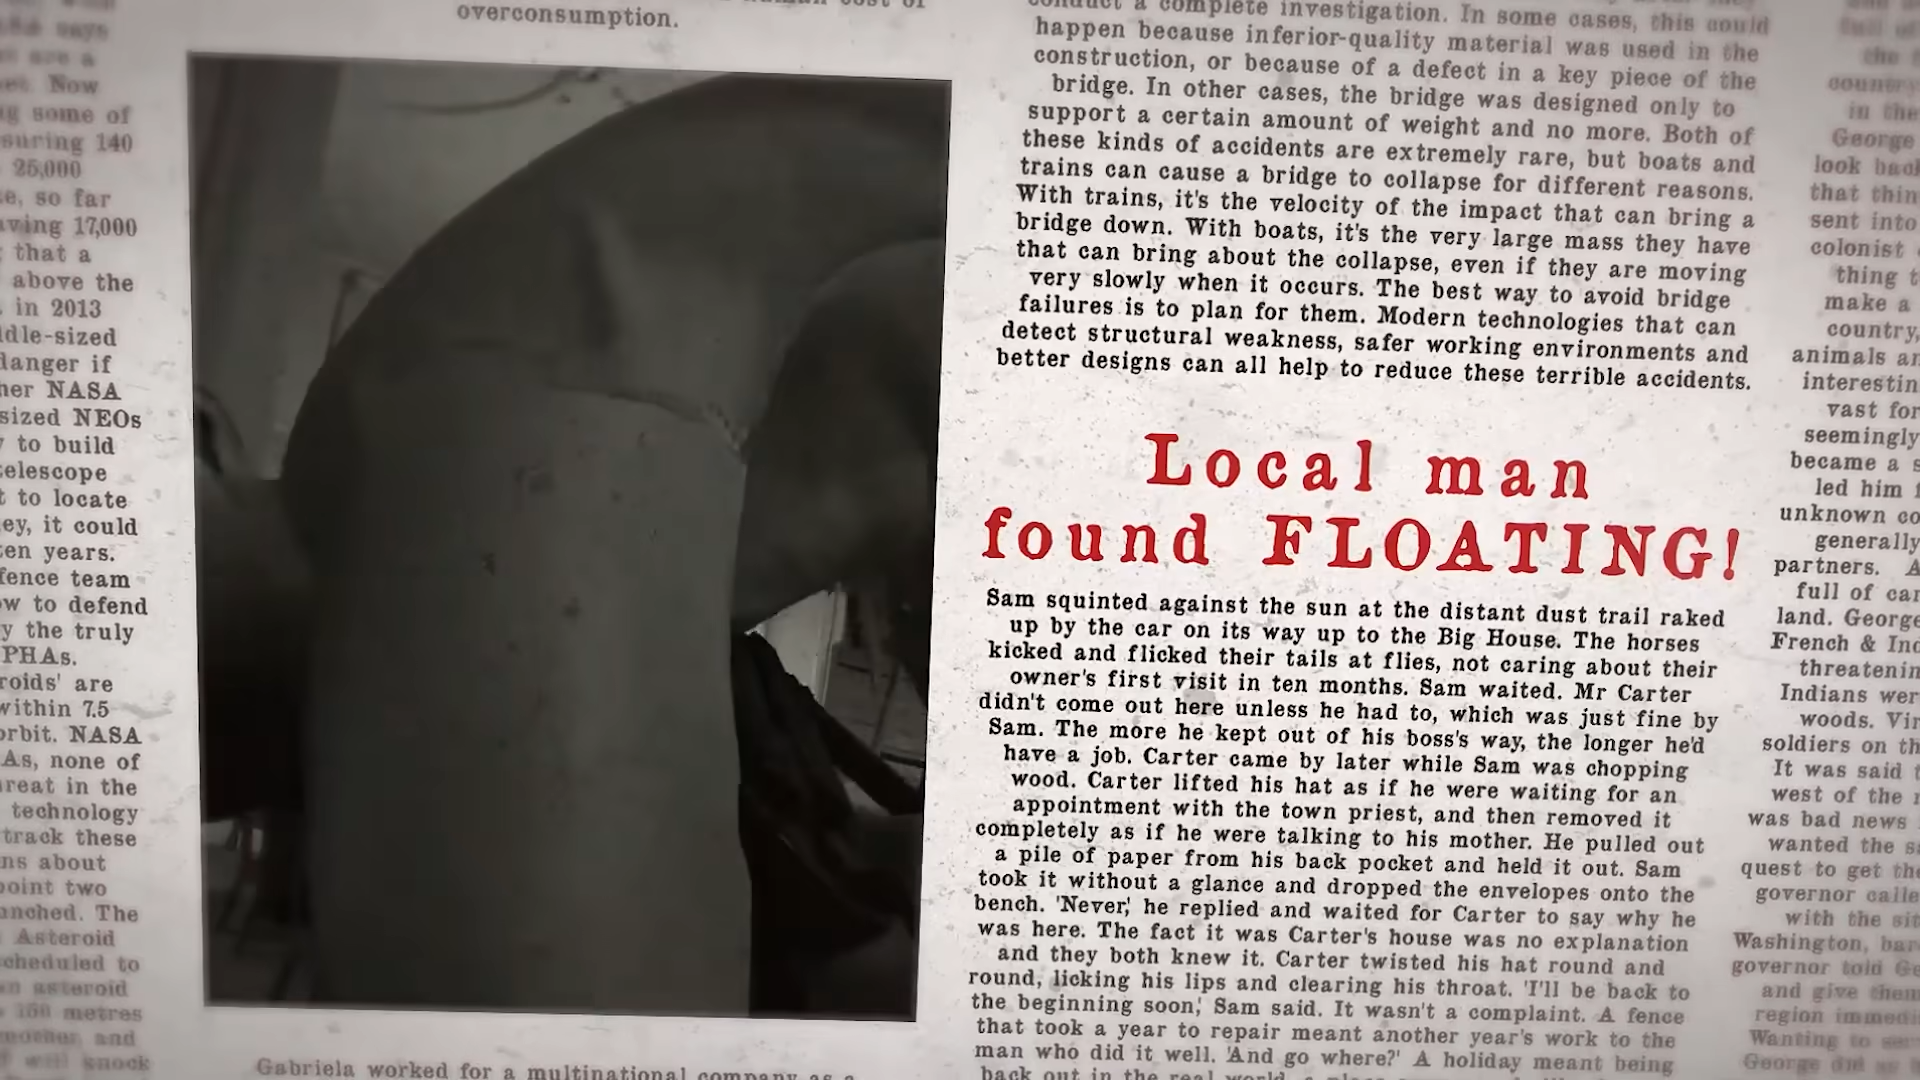 overconsumption.
says
are a
Now
some of
suring 140
25,000
so far
17,000
that a
above the
in 2013
ddle-sized
danger if
her NASA
sized NEOs
to build
telescope
to locate
ey, it could
ten years.
fence team
ow to defend
y the truly
PHAs.
roids' are
within 7.5
orbit. NASA
As, none of
reat in the
technology
track these
ns about
point two
unched. The
Asteroid
cheduled to
asteroid
metres
and
knock
Gabriela worked for a multinational company as a
conduct a complete investigation. In some cases, this could
happen because inferior-quality material was used in the
construction, or because of a defect in a key piece of the
bridge. In other cases, the bridge was designed only to
support a certain amount of weight and no more. Both of
these kinds of accidents are extremely rare, but boats and
trains can cause a bridge to collapse for different reasons.
With trains, it's the velocity of the impact that can bring a
bridge down. With boats, it's the very large mass they have
that can bring about the collapse, even if they are moving
very slowly when it occurs. The best way to avoid bridge
failures is to plan for them. Modern technologies that can
detect structural weakness, safer working environments and
better designs can all help to reduce these terrible accidents.
Local man
found FLOATING!
Sam squinted against the sun at the distant dust trail raked
up by the car on its way up to the Big House. The horses
kicked and flicked their tails at flies, not caring about their
owner's first visit in ten months. Sam waited. Mr Carter
didn't come out here unless he had to, which was just fine by
Sam. The more he kept out of his boss's way, the longer he'd
have a job. Carter came by later while Sam was chopping
wood. Carter lifted his hat as if he were waiting for an
appointment with the town priest, and then removed it
completely as if he were talking to his mother. He pulled out
a pile of paper from his back pocket and held it out. Sam
took it without a glance and dropped the envelopes onto the
bench. 'Never,' he replied and waited for Carter to say why he
was here. The fact it was Carter's house was no explanation
and they both knew it. Carter twisted his hat round and
round, licking his lips and clearing his throat. 'I'll be back to
the beginning soon,' Sam said. It wasn't a complaint. A fence
that took a year to repair meant another year's work to the
man who did it well. 'And go where?' A holiday meant being
back out in the real world, a place
the
country
in the
George
look back
that thin
sent into
colonist
thing t
make a
country,
animals an
interestin
vast for
seemingly
became a s
led him
unknown co
generally
partners. A
full of car
land. George
French & Ind
threatenin
Indians wer
woods. Vir
soldiers on th
It was said t
west of the
was bad news
wanted the s
quest to get the
governor calle
with the sit
Washington, bar
governor told Ge
and give them
region immedi
Wanting to
George did